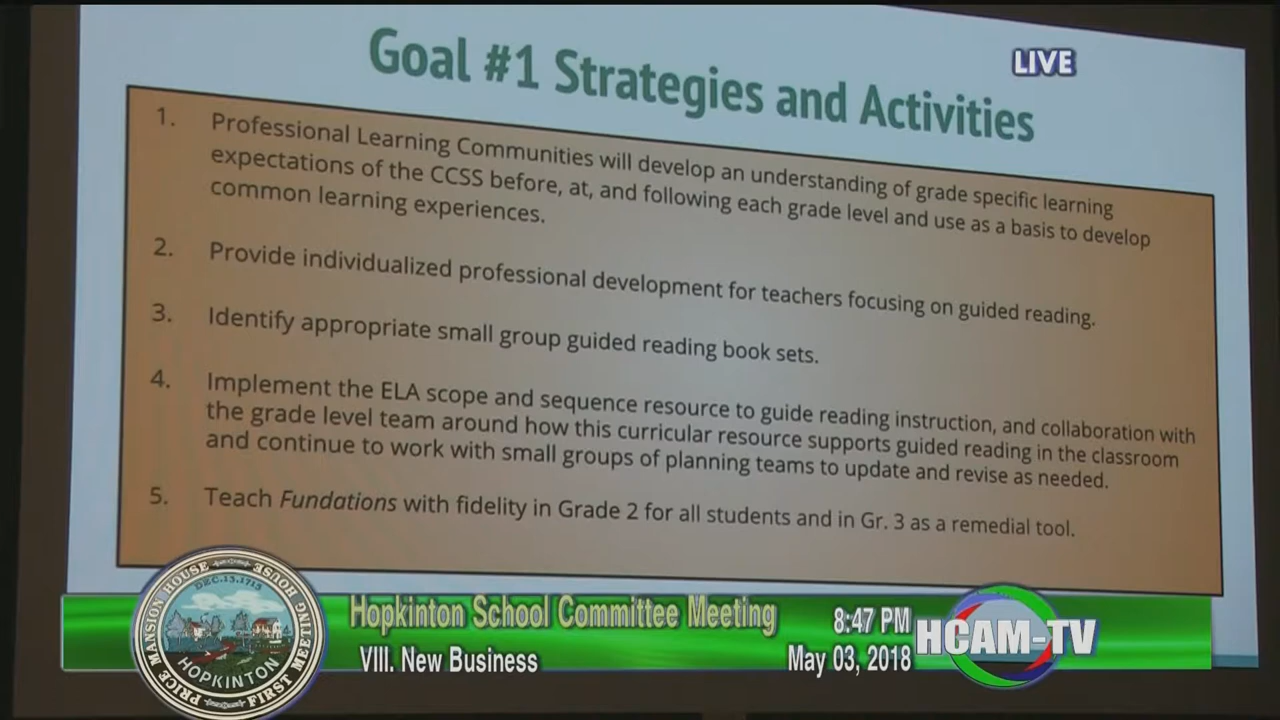 Goal #1 Strategies and Activities
LIVE
1. Professional Learning Communities will develop an understanding of grade specific learning
expectations of the CCSS before, at, and following each grade level and use as a basis to develop
common learning experiences.
2. Provide individualized professional development for teachers focusing on guided reading.
3. Identify appropriate small group guided reading book sets.
4. Implement the ELA scope and sequence resource to guide reading instruction, and collaboration with
the grade level team around how this curricular resource supports guided reading in the classroom
and continue to work with small groups of planning teams to update and revise as needed.
5. Teach Fundations with fidelity in Grade 2 for all students and in Gr. 3 as a remedial tool.
PRICE MANSION HOUSE
FIRST MEETING HOUSE
DEC.13.1715
HOPKINTON
Hopkinton School Committee Meeting
VIII. New Business
8:47 PM
May 03, 2018
HCAM-TV